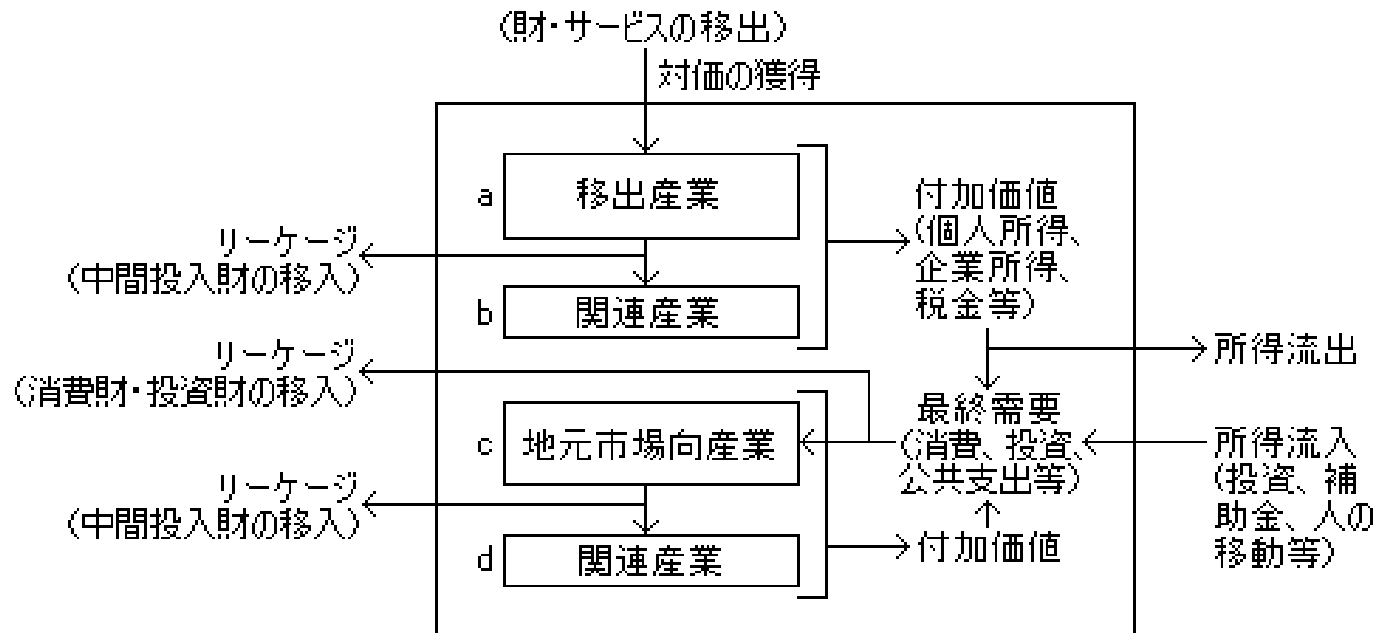 (財・サービスの移出)
対価の獲得
a
移出産業
付加価値
(個人所得、
企業所得、
税金等)
リーケージ
(中間投入財の移入)
b
関連産業
リーケージ
(消費財・投資財の移入)
所得流出
最終需要
(消費、投資、
公共支出等)
c
地元市場向産業
所得流入
(投資、補
助金、人の
移動等)
リーケージ
(中間投入財の移入)
d
関連産業
付加価値